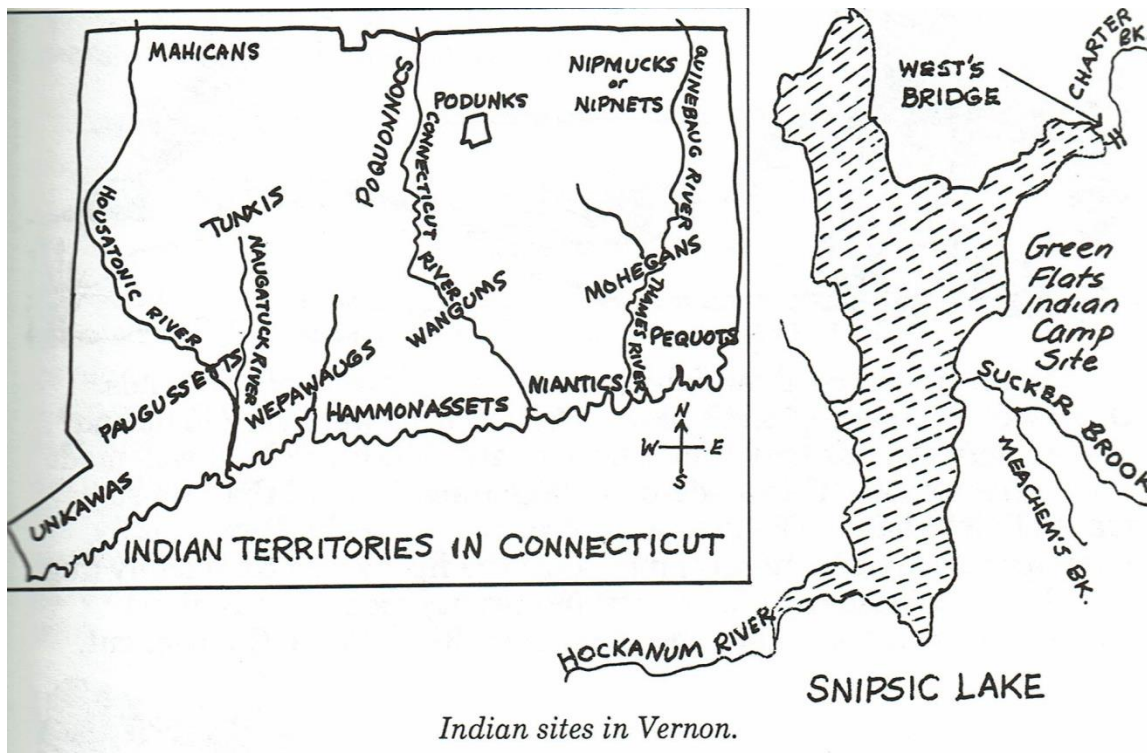 MAHICANS
POQUONNOCS
CONNECTICUT RIVER
PODUNKS
NIPMUCKS
or
NIPNETS
QUINEBAUG RIVER
HOUSATONIC RIVER
TUNXIS
NAUGATUCK RIVER
WANGUMS
MOHEGANS
THAMES RIVER
PEQUOTS
PAUGUSSETTS
WEPAWAUGS
HAMMONASSETS
NIANTICS
N
W E
S
UNKAWAS
INDIAN TERRITORIES IN CONNECTICUT
CHARTER BK
WEST'S
BRIDGE
Green
Flats
Indian
Camp
Site
SUCKER BROOK
MEACHEM'S BK.
HOCKANUM RIVER
SNIPSIC LAKE
Indian sites in Vernon.